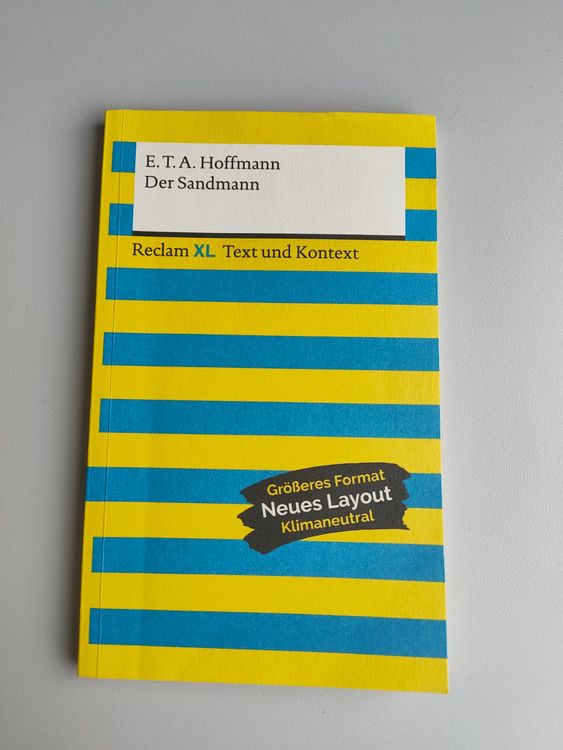 E. T. A. Hoffmann
Der Sandmann
Reclam XL Text und Kontext
Größeres Format
Neues Layout
Klimaneutral